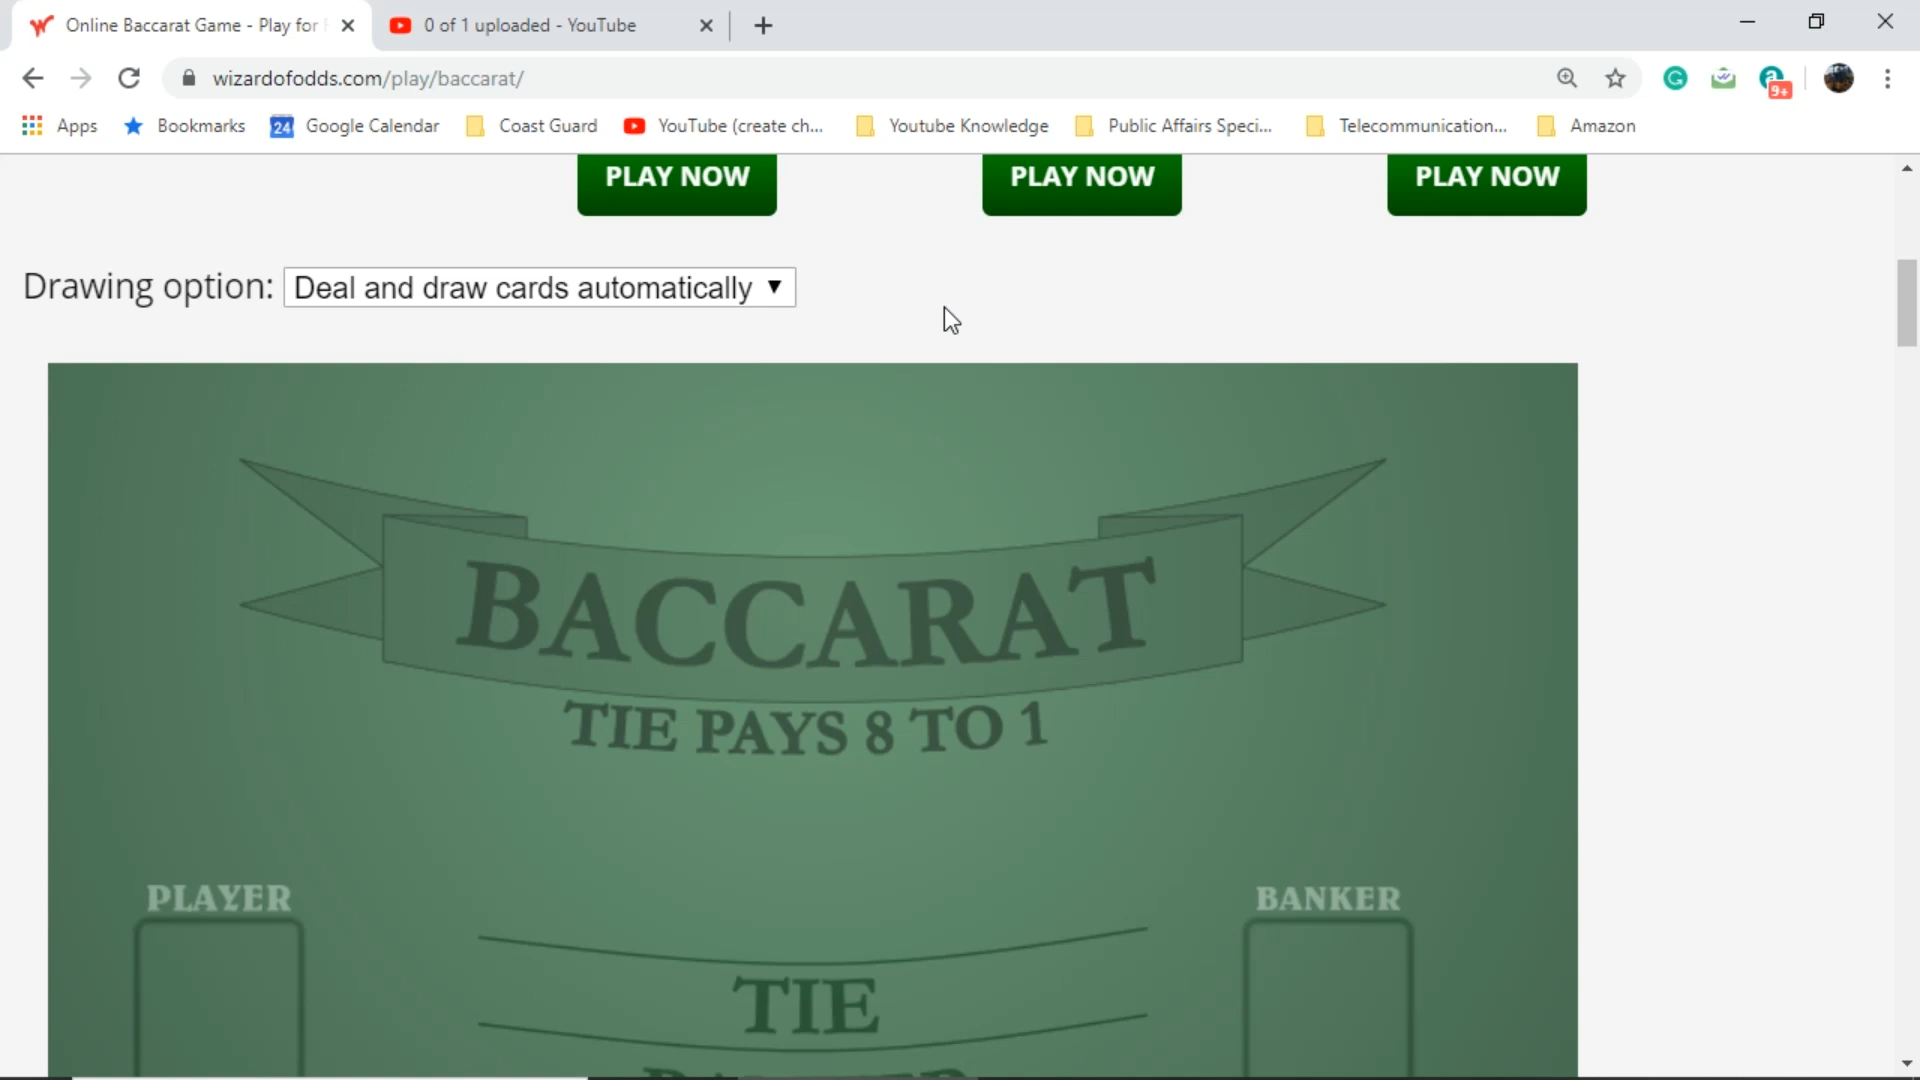 Online Baccarat Game - Play for
0 of 1 uploaded - YouTube
wizardofodds.com/play/baccarat/
9+
Apps
Bookmarks
24
Google Calendar
Coast Guard
YouTube (create ch...
Youtube Knowledge
Public Affairs Speci...
Telecommunication...
Amazon
PLAY NOW
PLAY NOW
PLAY NOW
Drawing option: Deal and draw cards automatically
BACCARAT
TIE PAYS 8 TO 1
PLAYER
BANKER
TIE